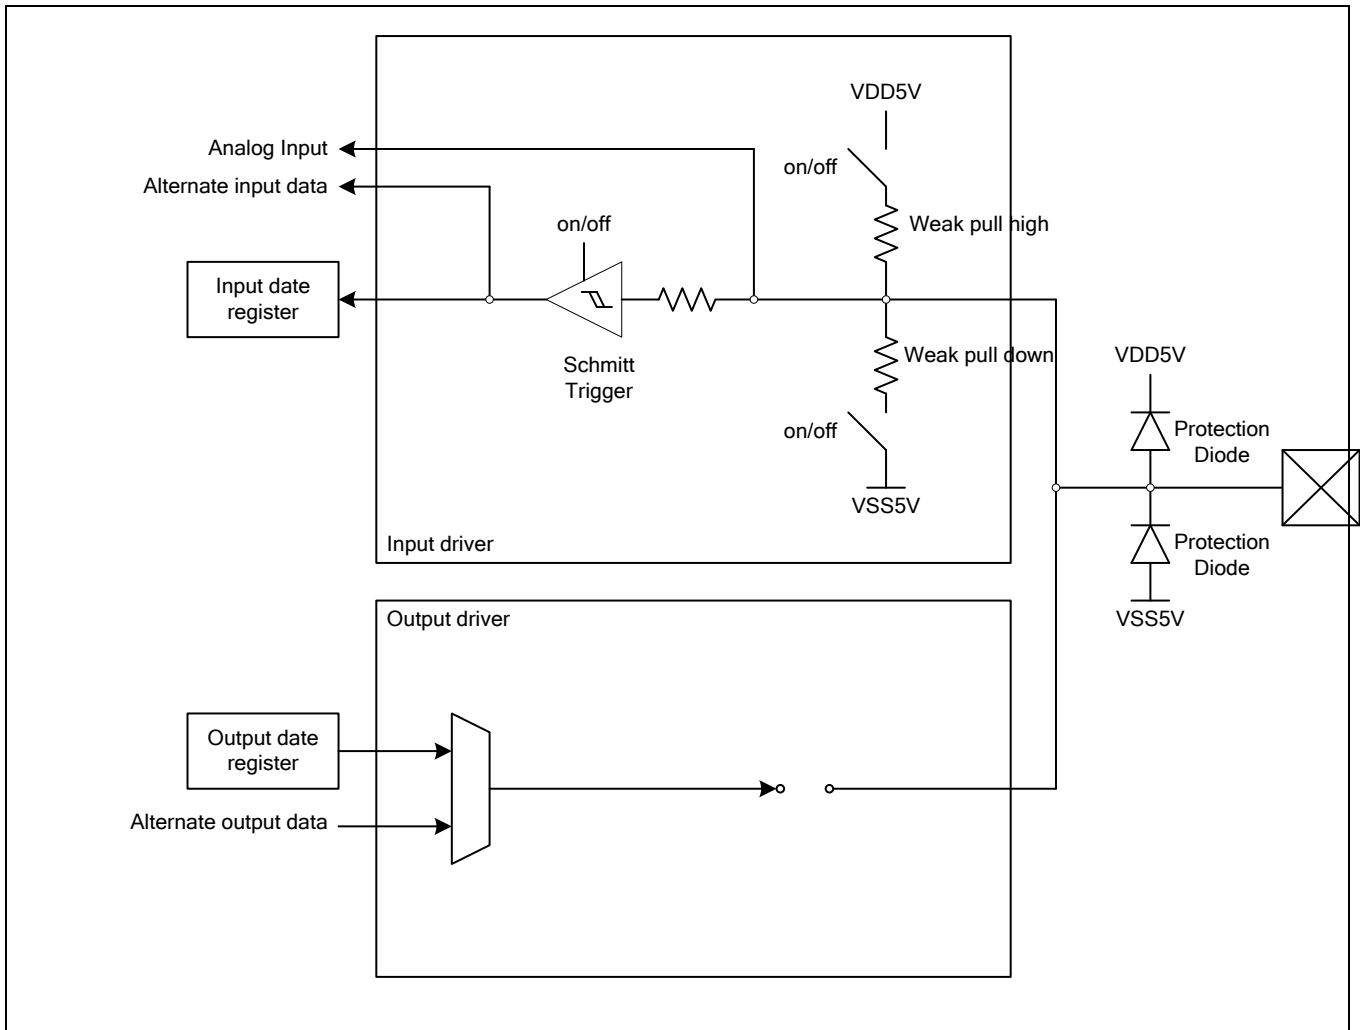 VDD5V
Analog Input
on/off
Alternate input data
on/off
Weak pull high
Input date
register
Schmitt
Trigger
Weak pull down
VDD5V
on/off
Protection
Diode
VSS5V
Input driver
Protection
Diode
VSS5V
Output driver
Output date
register
Alternate output data